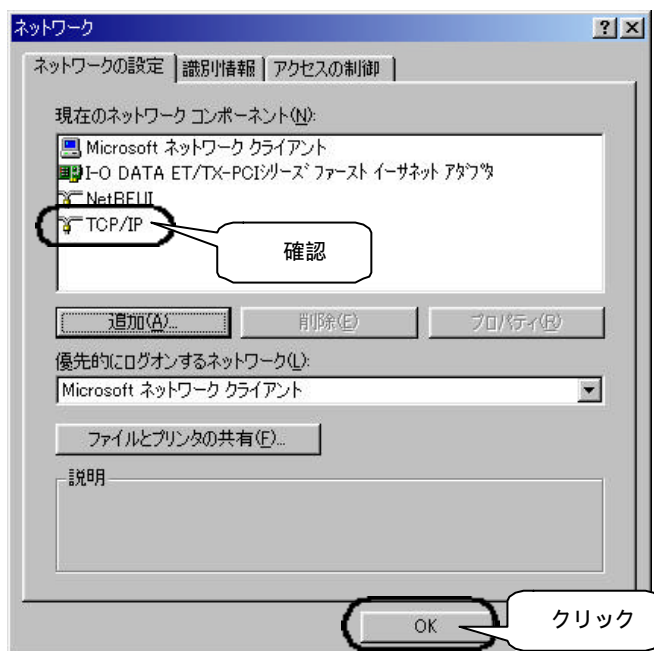 ネットワーク
ネットワークの設定 識別情報 アクセスの制御
現在のネットワーク コンポーネント(N):
Microsoft ネットワーク クライアント
I-O DATA ET/TX-PCIシリーズ ファースト イーサネット アダプタ
NetBEUI
TCP/IP
確認
追加(A)... 削除(E) プロパティ(R)
優先的にログオンするネットワーク(L):
Microsoft ネットワーク クライアント
ファイルとプリンタの共有(F)...
説明
OK
クリック